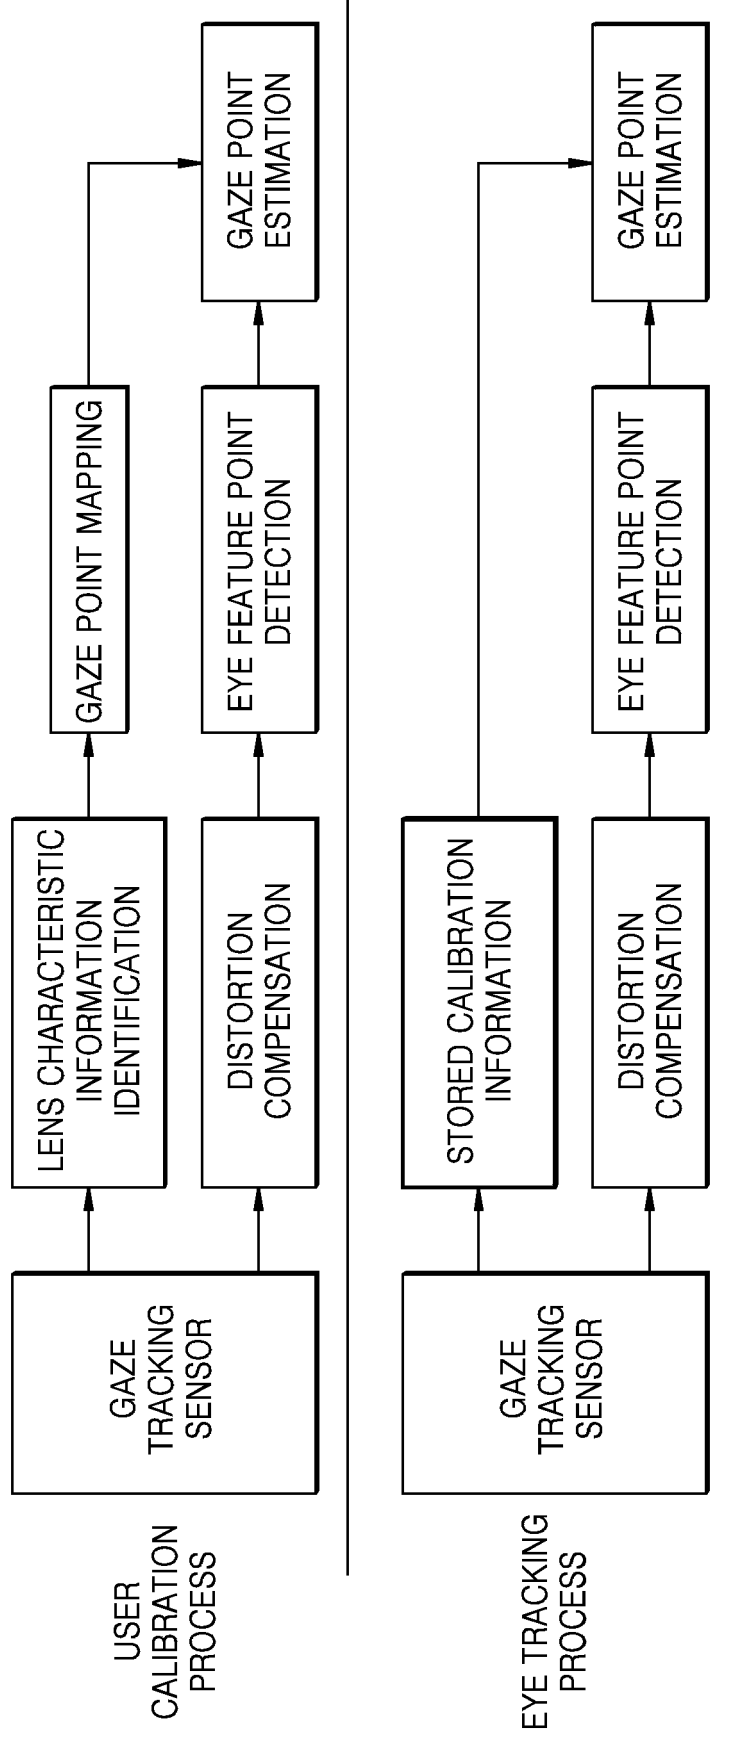 USER
CALIBRATION
PROCESS
GAZE
TRACKING
SENSOR
LENS CHARACTERISTIC
INFORMATION
IDENTIFICATION
GAZE POINT MAPPING
DISTORTION
COMPENSATION
EYE FEATURE POINT
DETECTION
GAZE POINT
ESTIMATION
EYE TRACKING
PROCESS
GAZE
TRACKING
SENSOR
STORED CALIBRATION
INFORMATION
DISTORTION
COMPENSATION
EYE FEATURE POINT
DETECTION
GAZE POINT
ESTIMATION